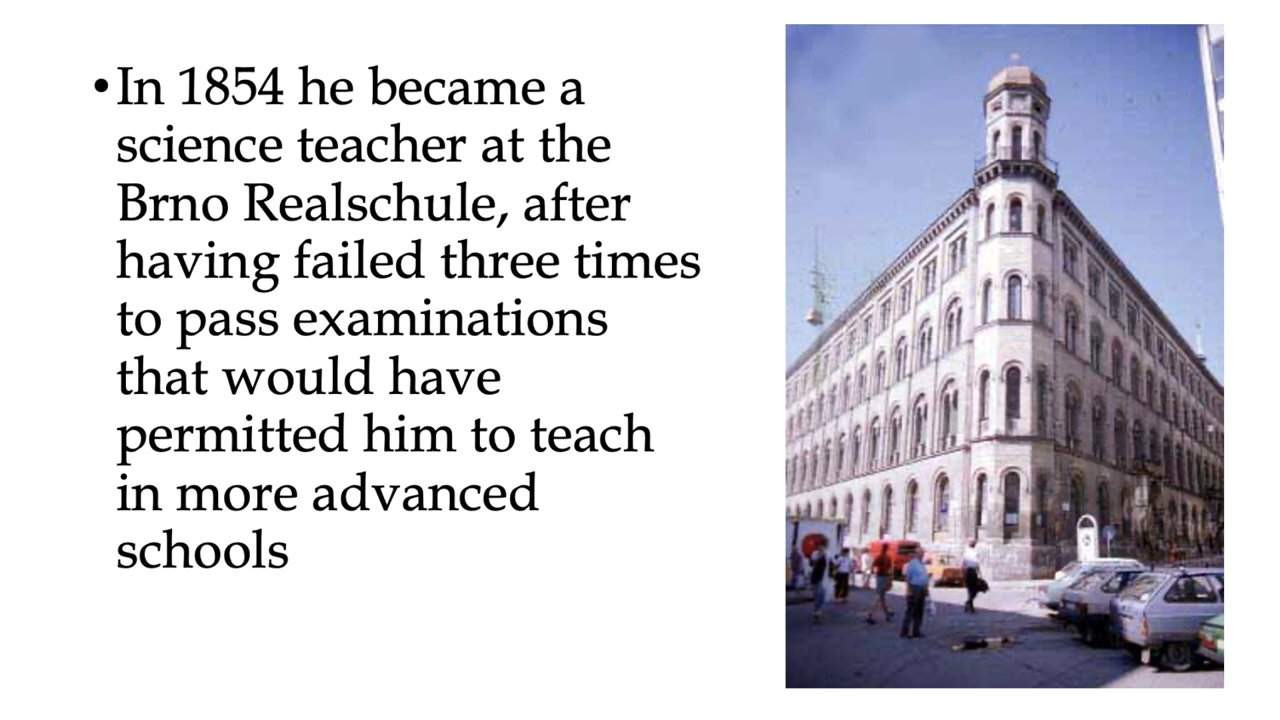 •In 1854 he became a
science teacher at the
Brno Realschule, after
having failed three times
to pass examinations
that would have
permitted him to teach
in more advanced
schools